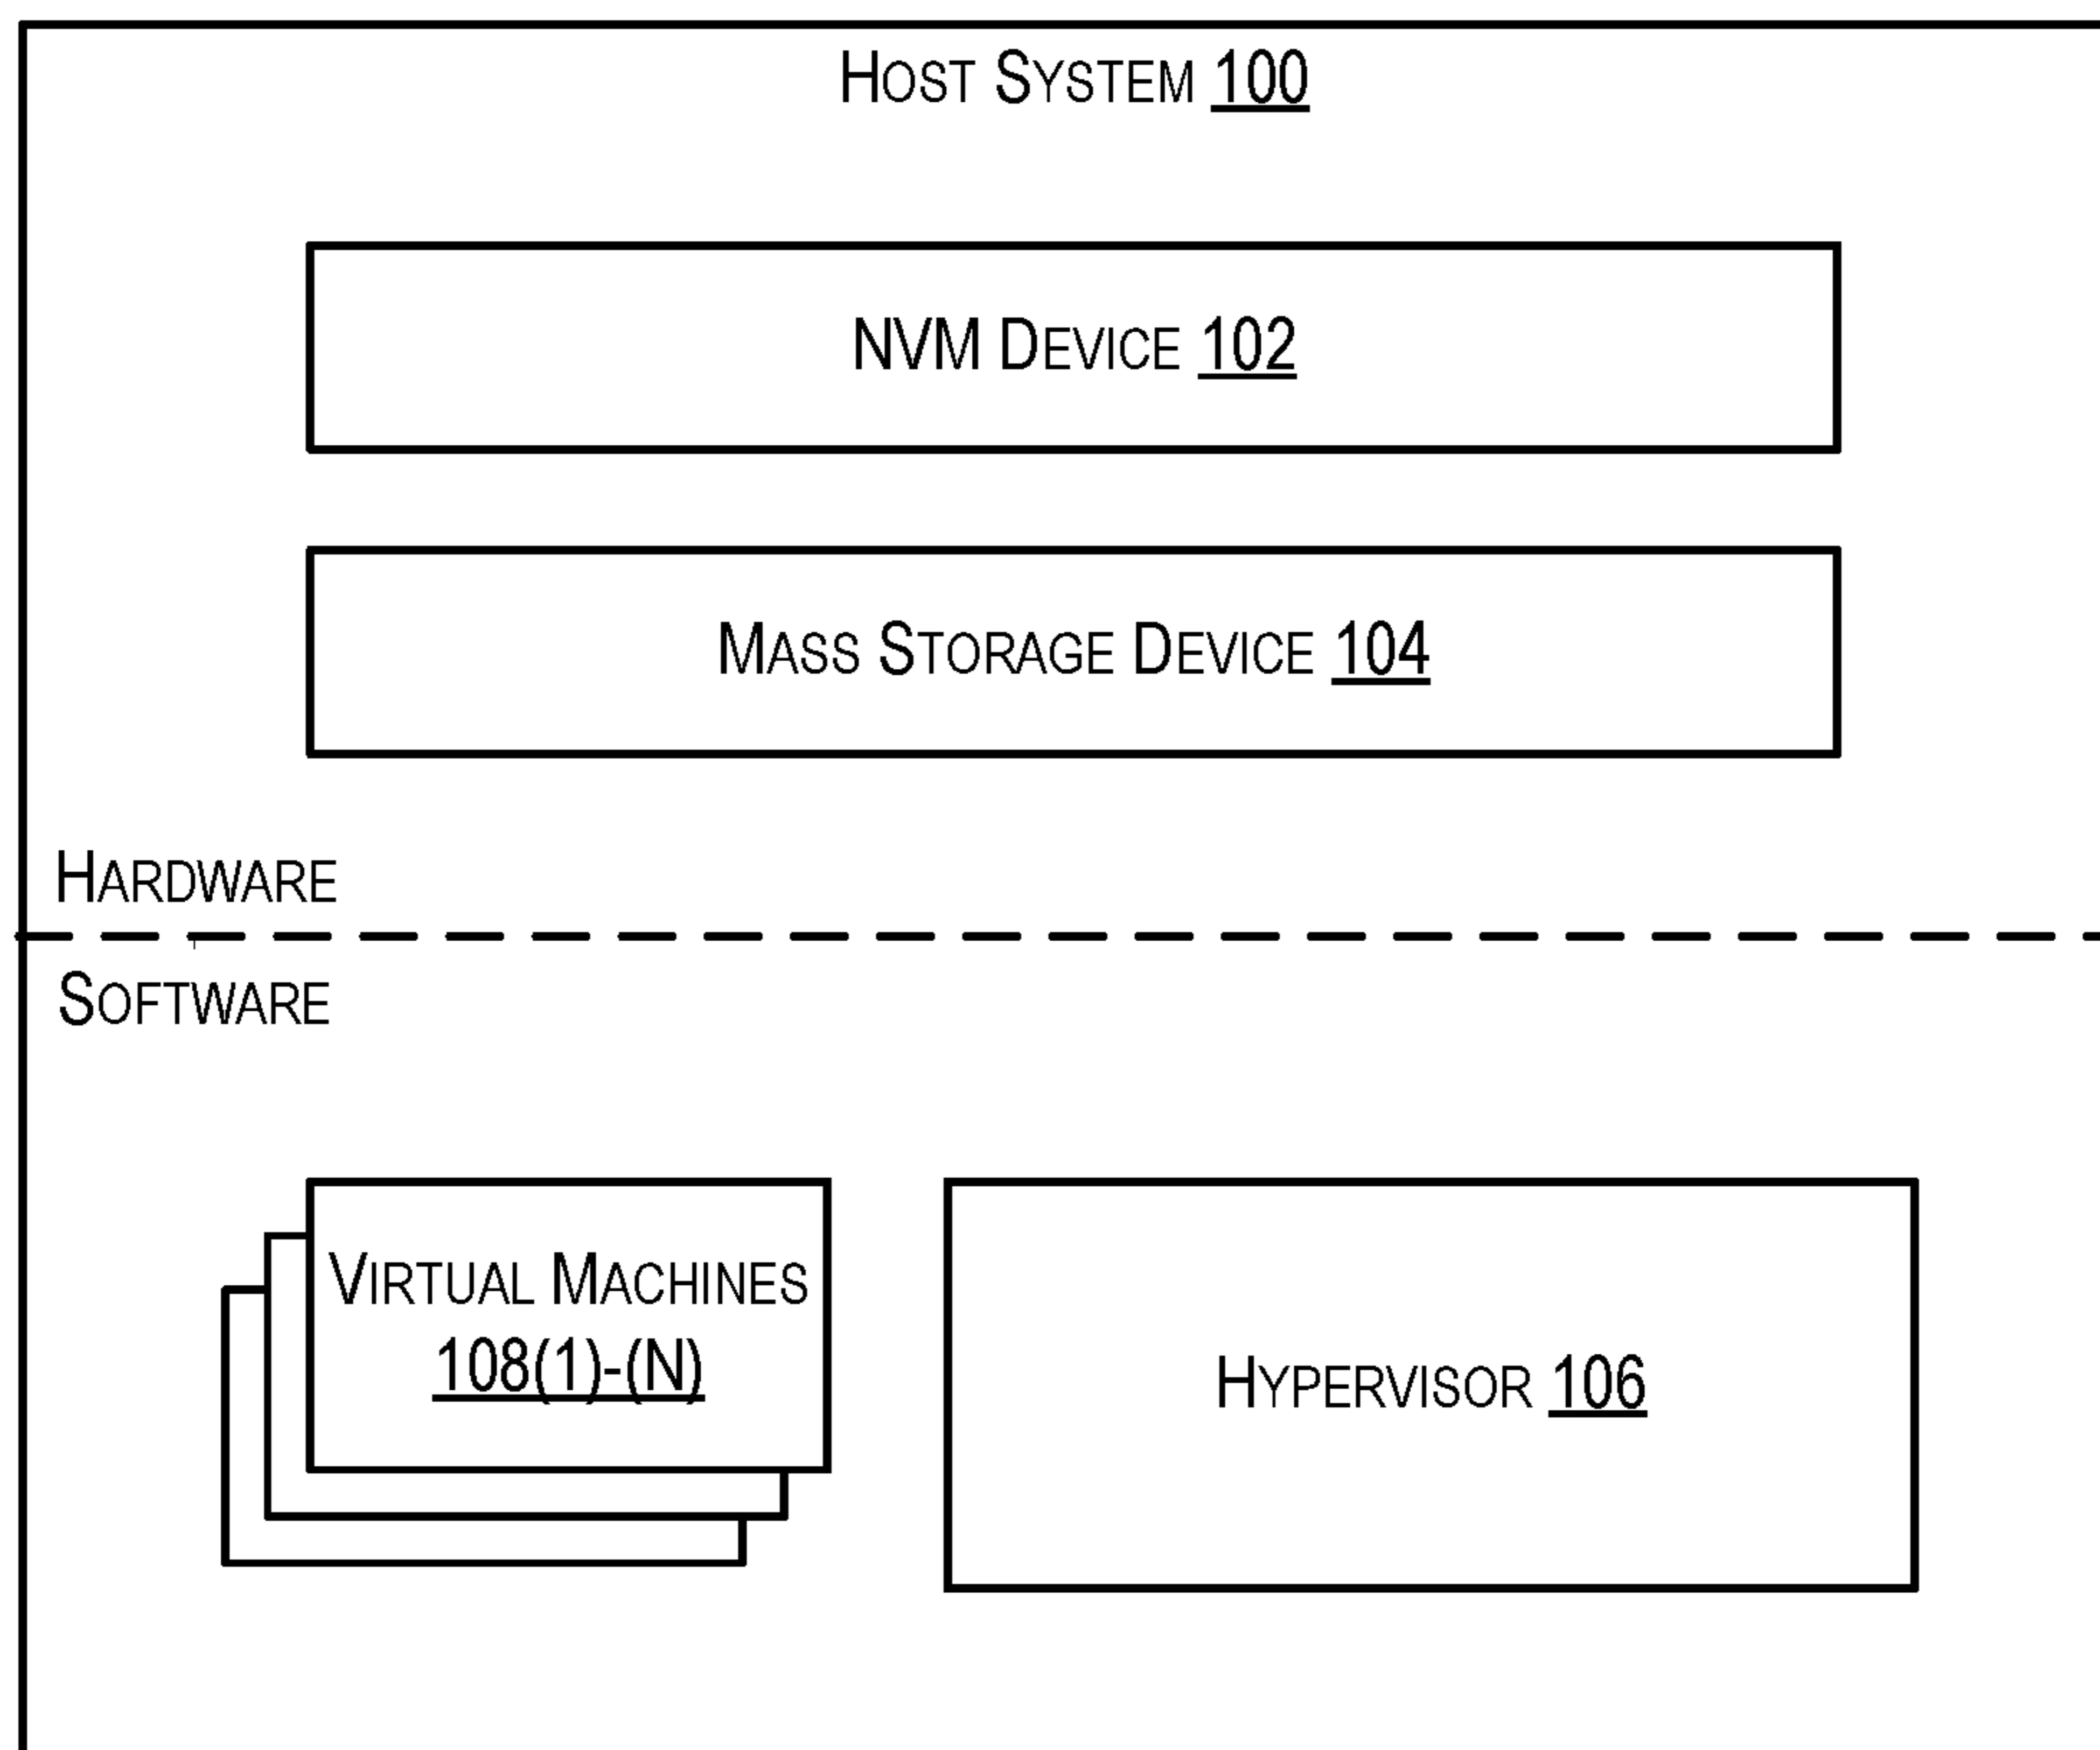 HOST SYSTEM 100
NVM DEVICE 102
MASS STORAGE DEVICE 104
HARDWARE
SOFTWARE
VIRTUAL MACHINES
108(1)-(N)
HYPERVISOR 106